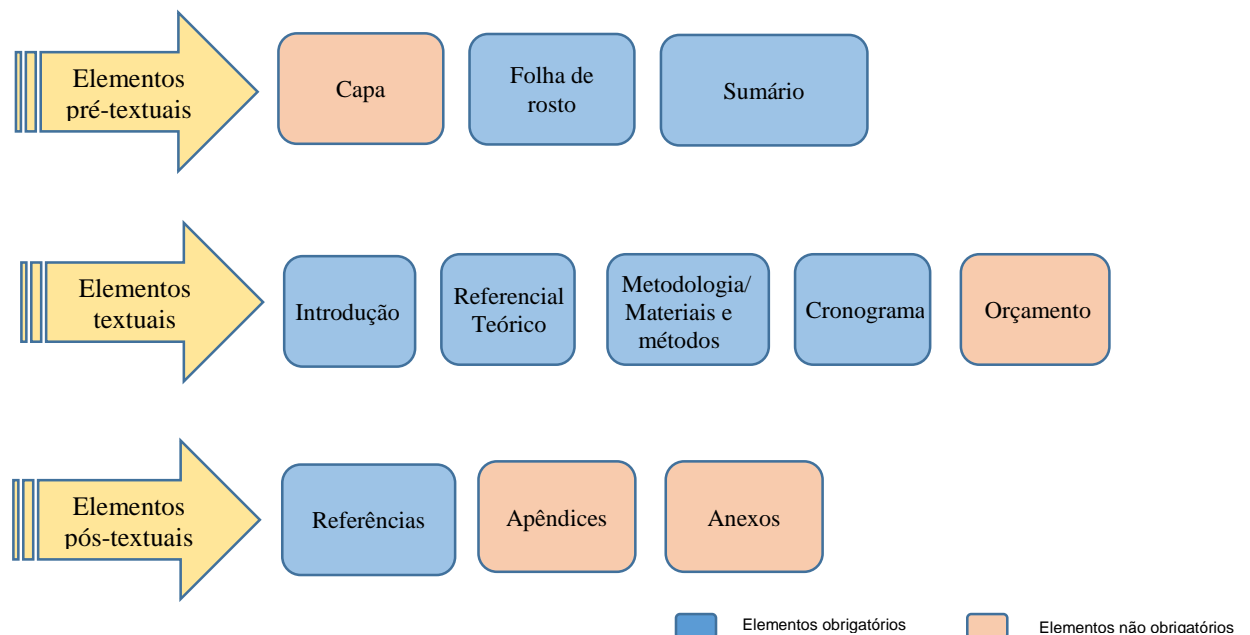 Elementos
pré-textuais
Capa
Folha de
rosto
Sumário
Elementos
textuais
Introdução
Referencial
Teórico
Metodologia/
Materiais e
métodos
Cronograma
Orçamento
Elementos
pós-textuais
Referências
Apêndices
Anexos
Elementos obrigatórios
Elementos não obrigatórios